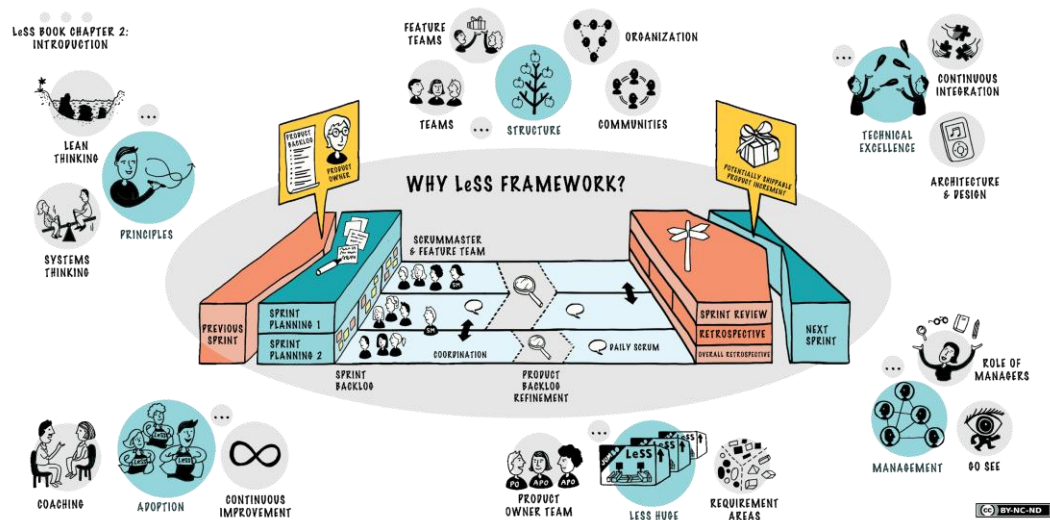 LeSS BOOK CHAPTER 2:
INTRODUCTION
LEAN
THINKING
PRINCIPLES
SYSTEMS
THINKING
FEATURE
TEAMS
ORGANIZATION
TEAMS
STRUCTURE
COMMUNITIES
CONTINUOUS
INTEGRATION
TECHNICAL
EXCELLENCE
ARCHITECTURE
& DESIGN
PRODUCT
BACKLOG
PRODUCT
OWNER
WHY LeSS FRAMEWORK?
POTENTIALLY SHIPPABLE
PRODUCT INCREMENT
SCRUMMASTER
& FEATURE TEAM
SM
SM
PREVIOUS
SPRINT
SPRINT
PLANNING 1
SPRINT
PLANNING 2
COORDINATION
DAILY SCRUM
SPRINT
BACKLOG
PRODUCT
BACKLOG
REFINEMENT
SPRINT REVIEW
RETROSPECTIVE
OVERALL RETROSPECTIVE
NEXT
SPRINT
ROLE OF
MANAGERS
MANAGEMENT
GO SEE
COACHING
LeSS
LeSS
LeSS
ADOPTION
CONTINUOUS
IMPROVEMENT
PO
APO
APO
PRODUCT
OWNER TEAM
LeSS
LESS HUGE
REQUIREMENT
AREAS
CC BY-NC-ND